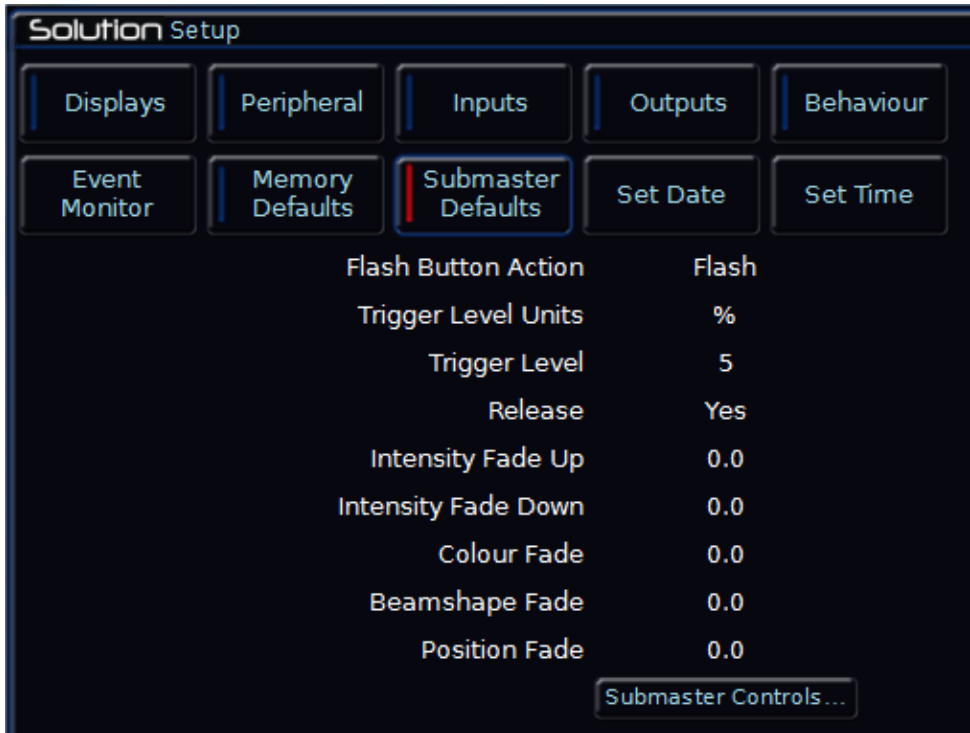 Solution Setup
Displays Peripheral Inputs Outputs Behaviour
Event Memory Submaster Set Date Set Time
Monitor Defaults Defaults
Flash Button Action Flash
Trigger Level Units %
Trigger Level 5
Release Yes
Intensity Fade Up 0.0
Intensity Fade Down 0.0
Colour Fade 0.0
Beamshape Fade 0.0
Position Fade 0.0
Submaster Controls...